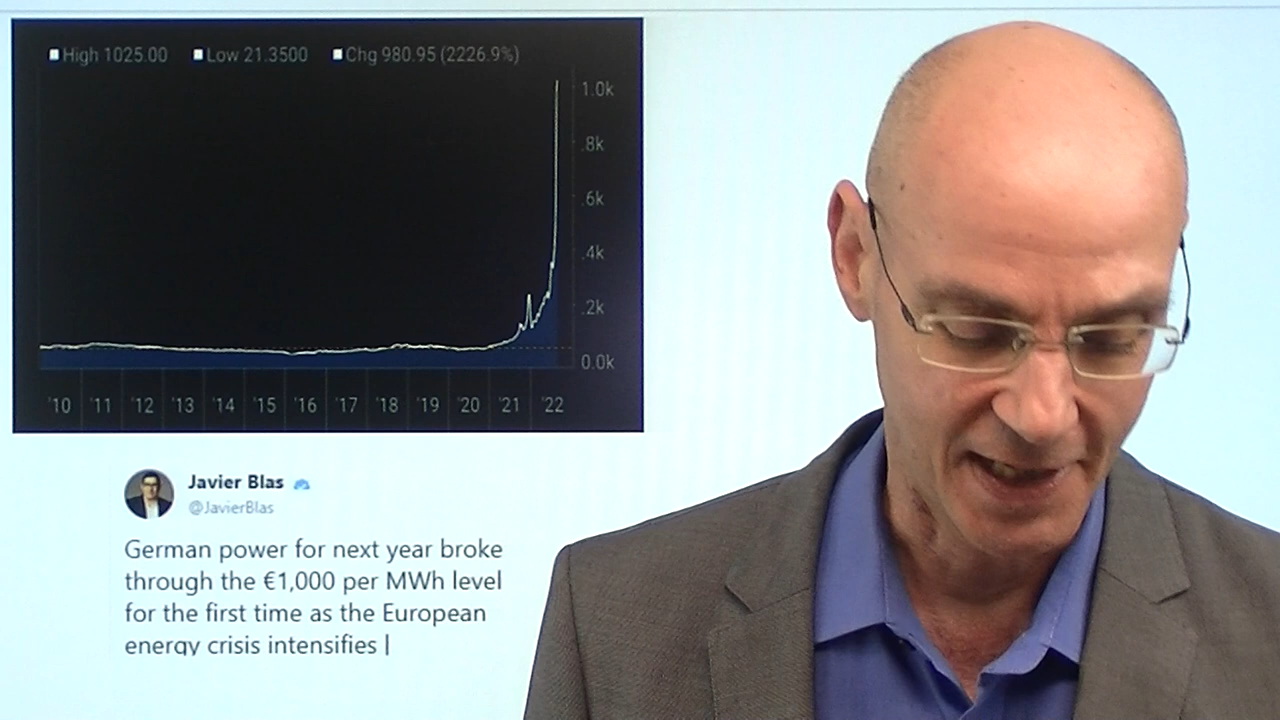 High 1025.00 Low 21.3500 Chg 980.95 (2226.9%)
1.0k
.8k
.6k
.4k
.2k
0.0k
'10 '11 '12 '13 '14 '15 '16 '17 '18 '19 '20 '21 '22
Javier Blas
@JavierBlas
German power for next year broke
through the €1,000 per MWh level
for the first time as the European
energy crisis intensifies |